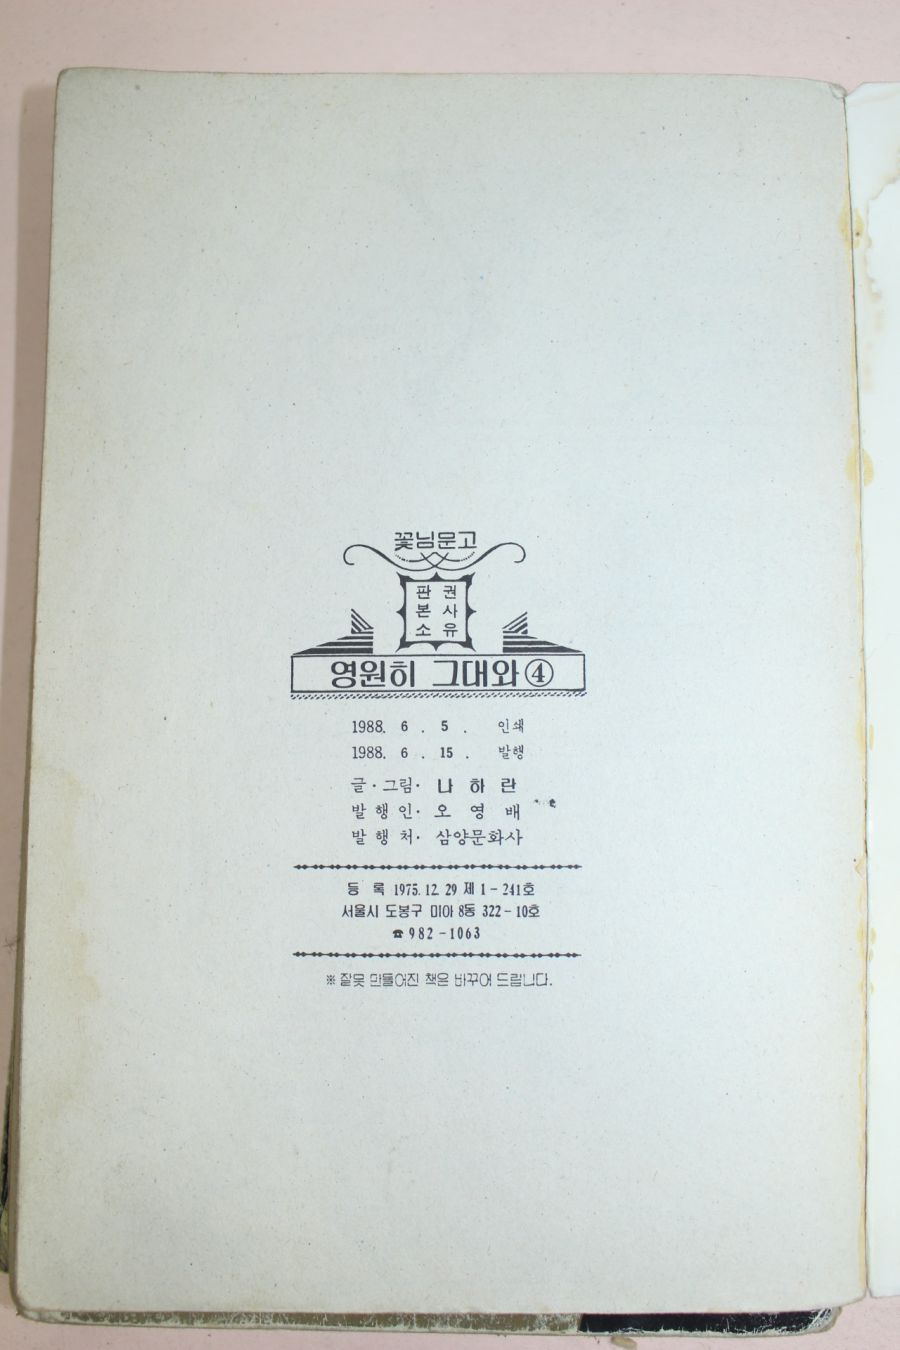 꽃님문고
판 권
본 사
소 유
영원히 그대와 ④
1988. 6 . 5 . 인쇄
1988. 6 . 15 . 발행
글·그림· 나 하 란
발 행 인· 오 영 배
발 행 처· 삼양문화사
등 록 1975. 12. 29 제 1 - 241호
서울시 도봉구 미아 8동 322 - 10호
☎ 982 - 1063
※ 잘못 만들어진 책은 바꾸어 드립니다.